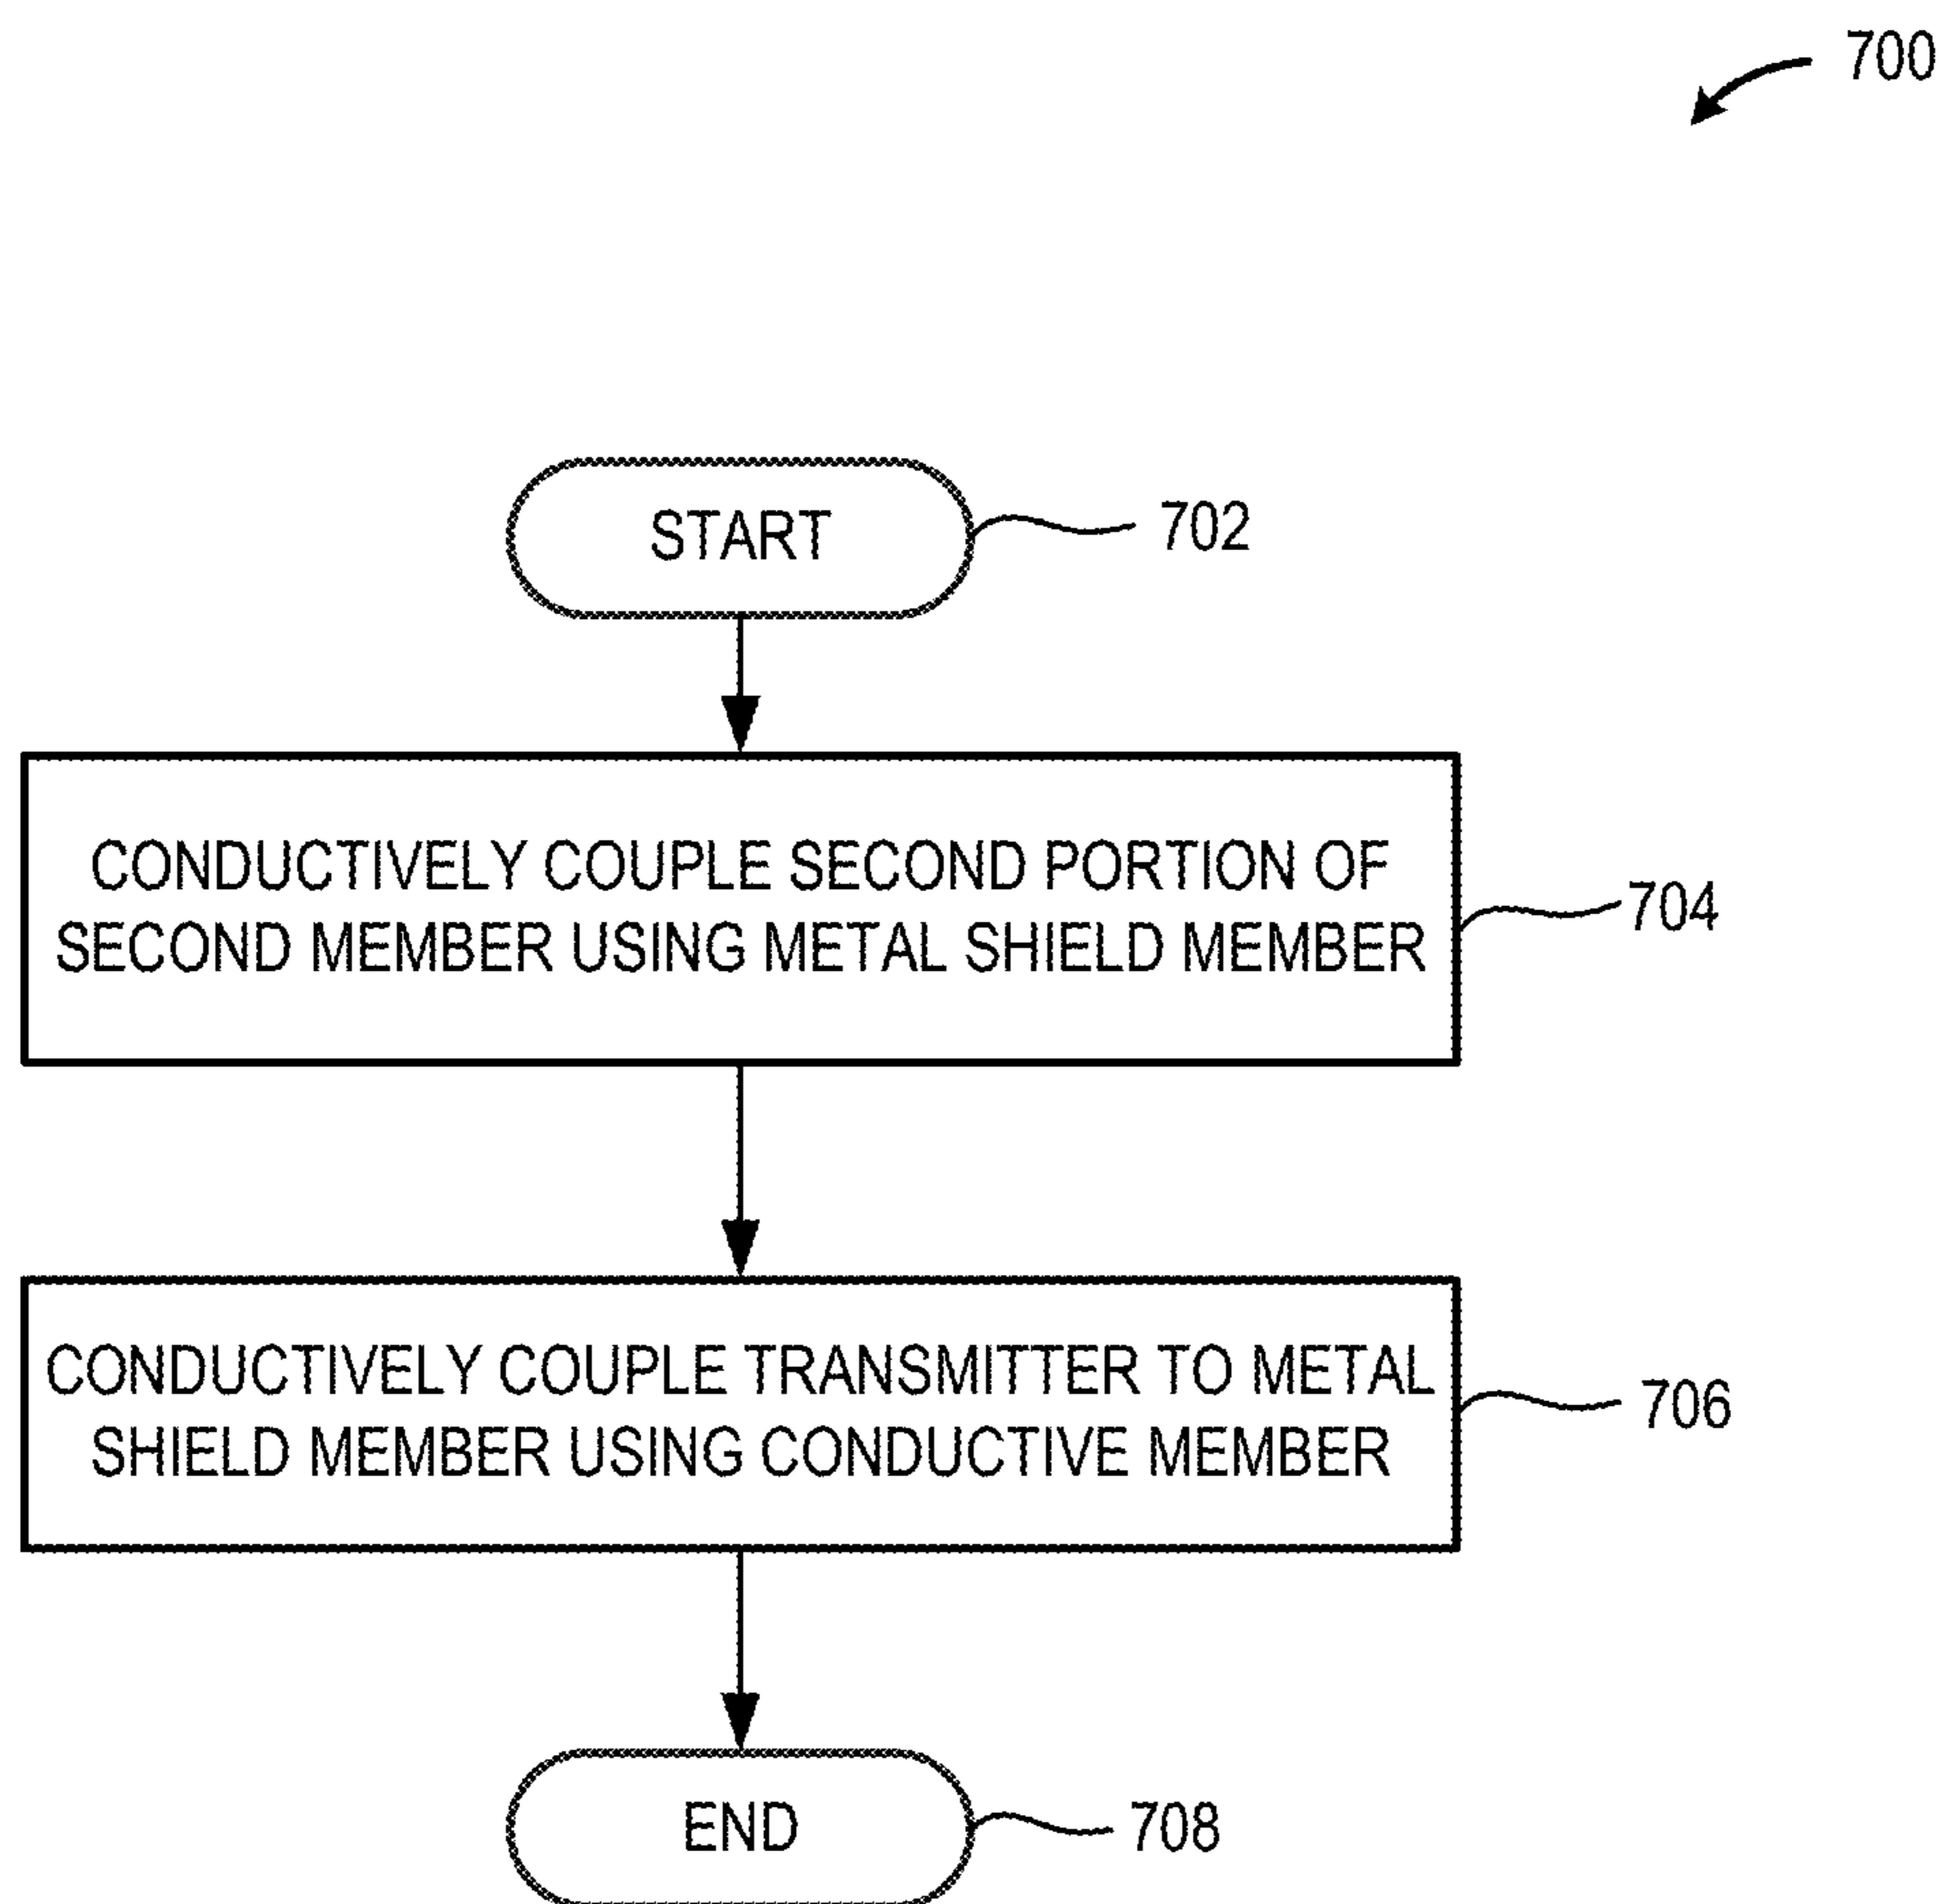 700
START
702
CONDUCTIVELY COUPLE SECOND PORTION OF
SECOND MEMBER USING METAL SHIELD MEMBER
704
CONDUCTIVELY COUPLE TRANSMITTER TO METAL
SHIELD MEMBER USING CONDUCTIVE MEMBER
706
END
708